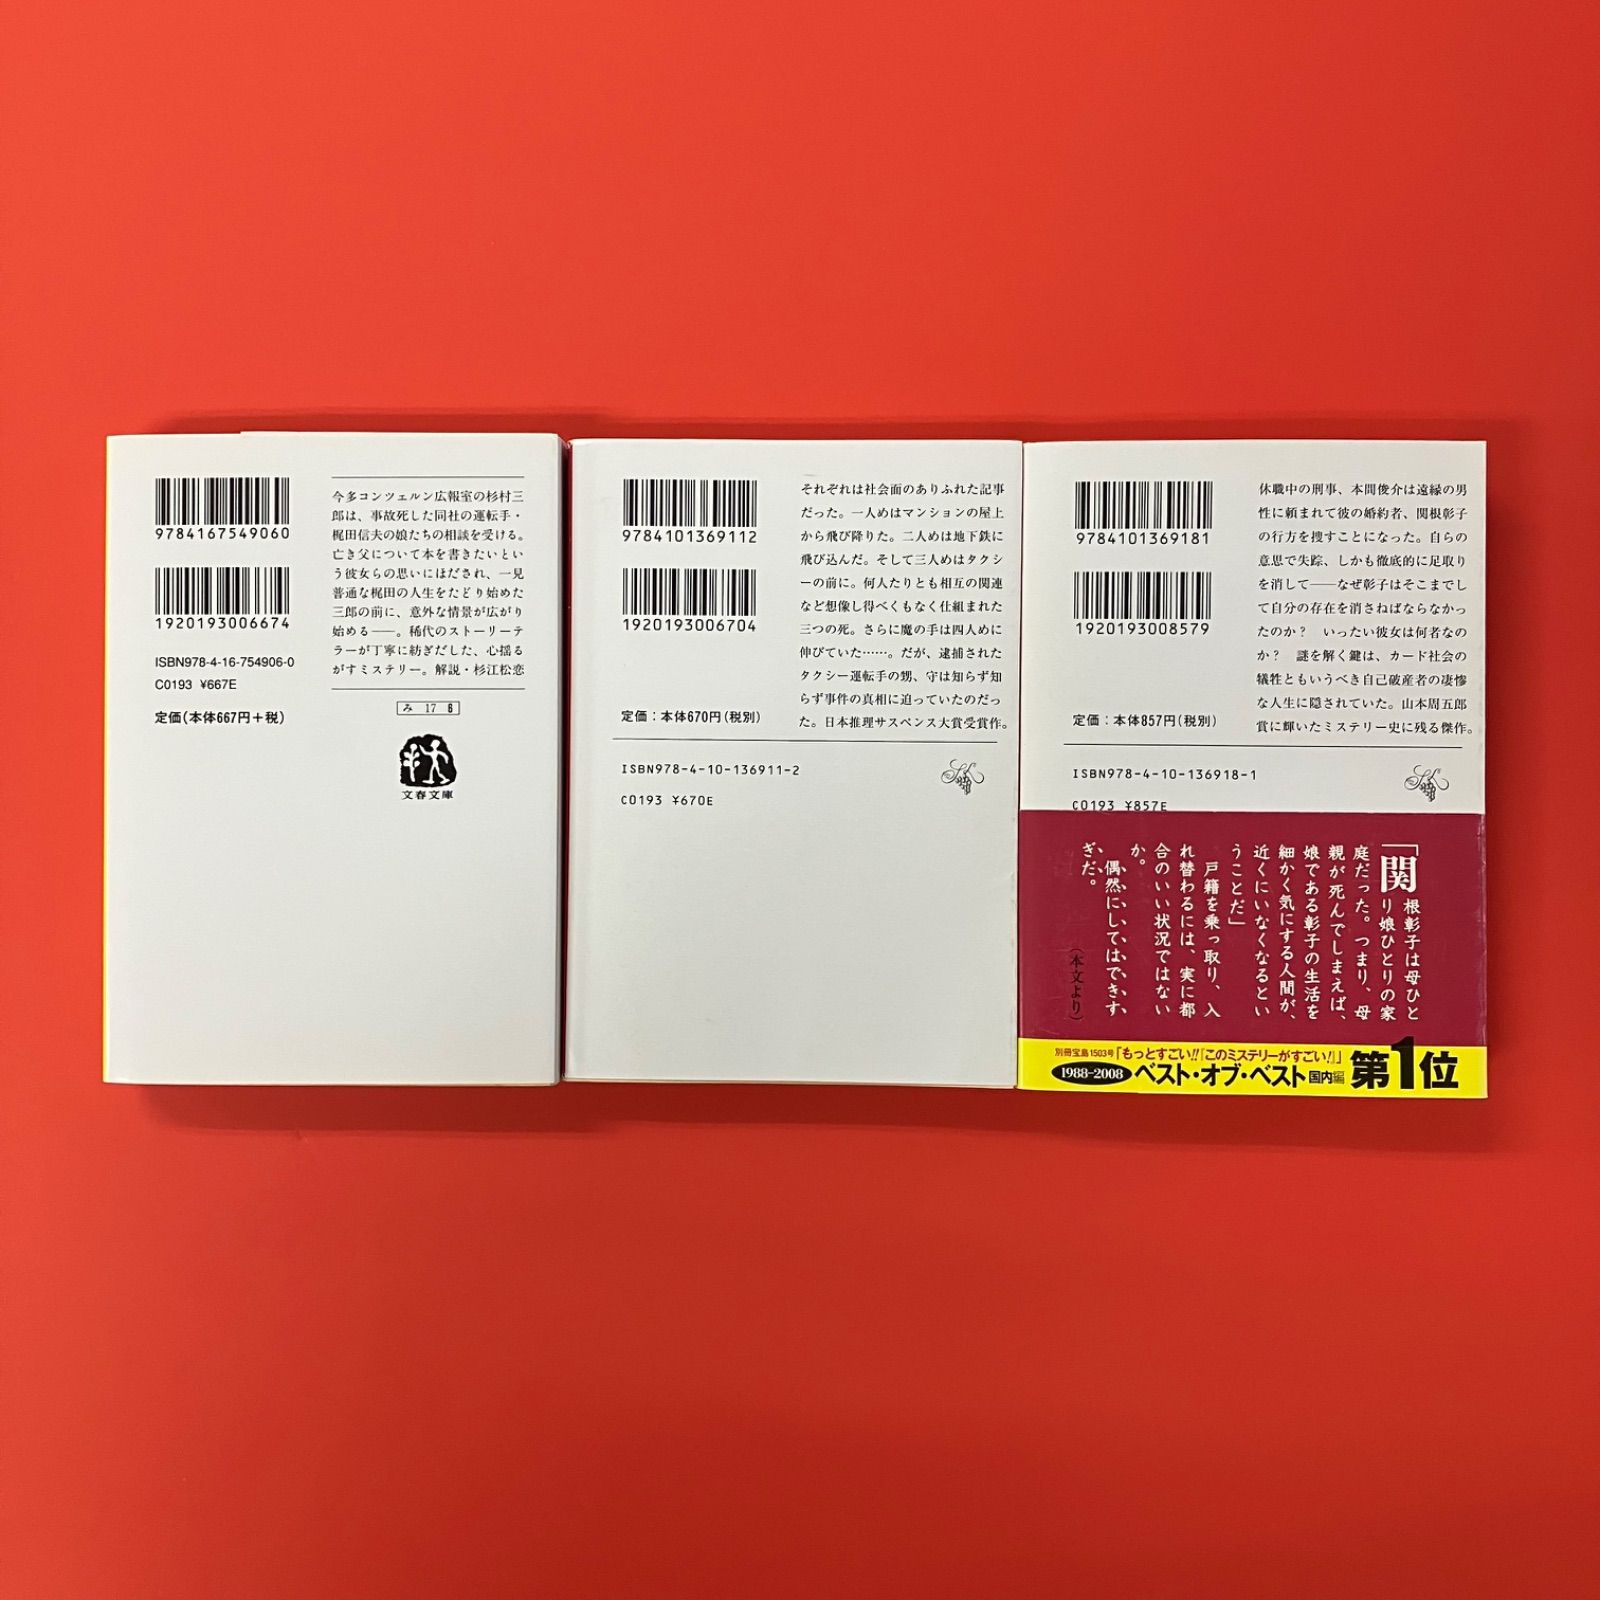 9784167549060
1920193006674
ISBN978-4-16-754906-0
C0193 ¥667E
定価(本体667円+税)
今多コンツェルン広報室の杉村三
郎は、事故死した同社の運転手・
梶田信夫の娘たちの相談を受ける。
亡き父について本を書きたいとい
う彼女らの思いにほだされ、一見
普通な梶田の人生をたどり始めた
三郎の前に、意外な情景が広がり
始める——。稀代のストーリーテ
ラーが丁寧に紡ぎだした、心揺る
がすミステリー。解説・杉江松恋
み 17 6
文春文庫
9784101369112
1920193006704
定価：本体670円(税別)
それぞれは社会面のありふれた記事
だった。一人めはマンションの屋上
から飛び降りた。二人めは地下鉄に
飛び込んだ。そして三人めはタクシ
ーの前に。何人たりとも相互の関連
など想像し得べくもなく仕組まれた
三つの死。さらに魔の手は四人めに
伸びていた……。だが、逮捕された
タクシー運転手の甥、守は知らず知
らず事件の真相に迫っていたのだっ
た。日本推理サスペンス大賞受賞作。
ISBN978-4-10-136911-2
C0193 ¥670E
9784101369181
1920193008579
定価：本体857円(税別)
休職中の刑事、本間俊介は遠縁の男
性に頼まれて彼の婚約者、関根彰子
の行方を捜すことになった。自らの
意思で失踪、しかも徹底的に足取り
を消して——なぜ彰子はそこまでし
て自分の存在を消さねばならなかっ
たのか？ いったい彼女は何者なの
か？ 謎を解く鍵は、カード社会の
犠牲ともいうべき自己破産者の凄惨
な人生に隠されていた。山本周五郎
賞に輝いたミステリー史に残る傑作。
ISBN978-4-10-136918-1
C0193 ¥857E
「関根彰子は母ひと
り娘ひとりの家
庭だった。つまり、母
親が死んでしまえば、
娘である彰子の生活を
細かく気にする人間が、
近くにいなくなるとい
うことだ」
戸籍を乗っ取り、入
れ替わるには、実に都
合のいい状況ではない
か。
偶然にしてはできす
ぎだ。
(本文より)
別冊宝島1503号「もっとすごい!!『このミステリーがすごい!』」
1988-2008 ベスト・オブ・ベスト 国内編 第1位